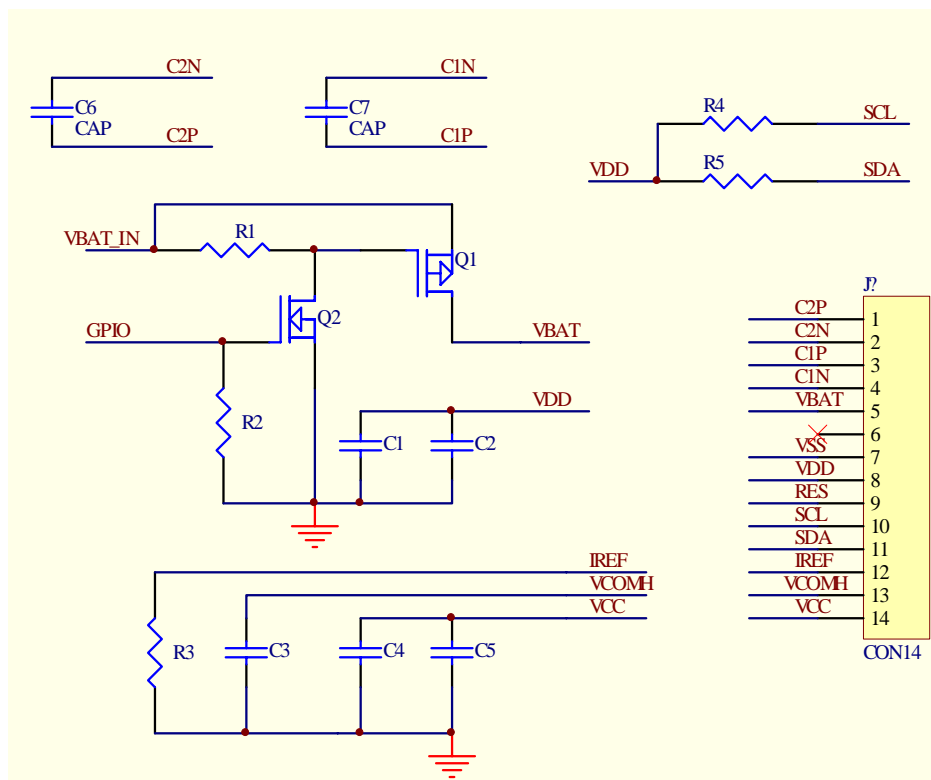 C2N
C6
CAP
C2P
C1N
C7
CAP
C1P
R4
SCL
VDD
R5
SDA
VBAT_IN
R1
Q1
GPIO
Q2
VBAT
R2
VDD
C1
C2
IREF
VCOMH
VCC
R3
C3
C4
C5
J?
C2P 1
C2N 2
C1P 3
C1N 4
VBAT 5
6
VSS 7
VDD 8
RES 9
SCL 10
SDA 11
IREF 12
VCOMH 13
VCC 14
CON14